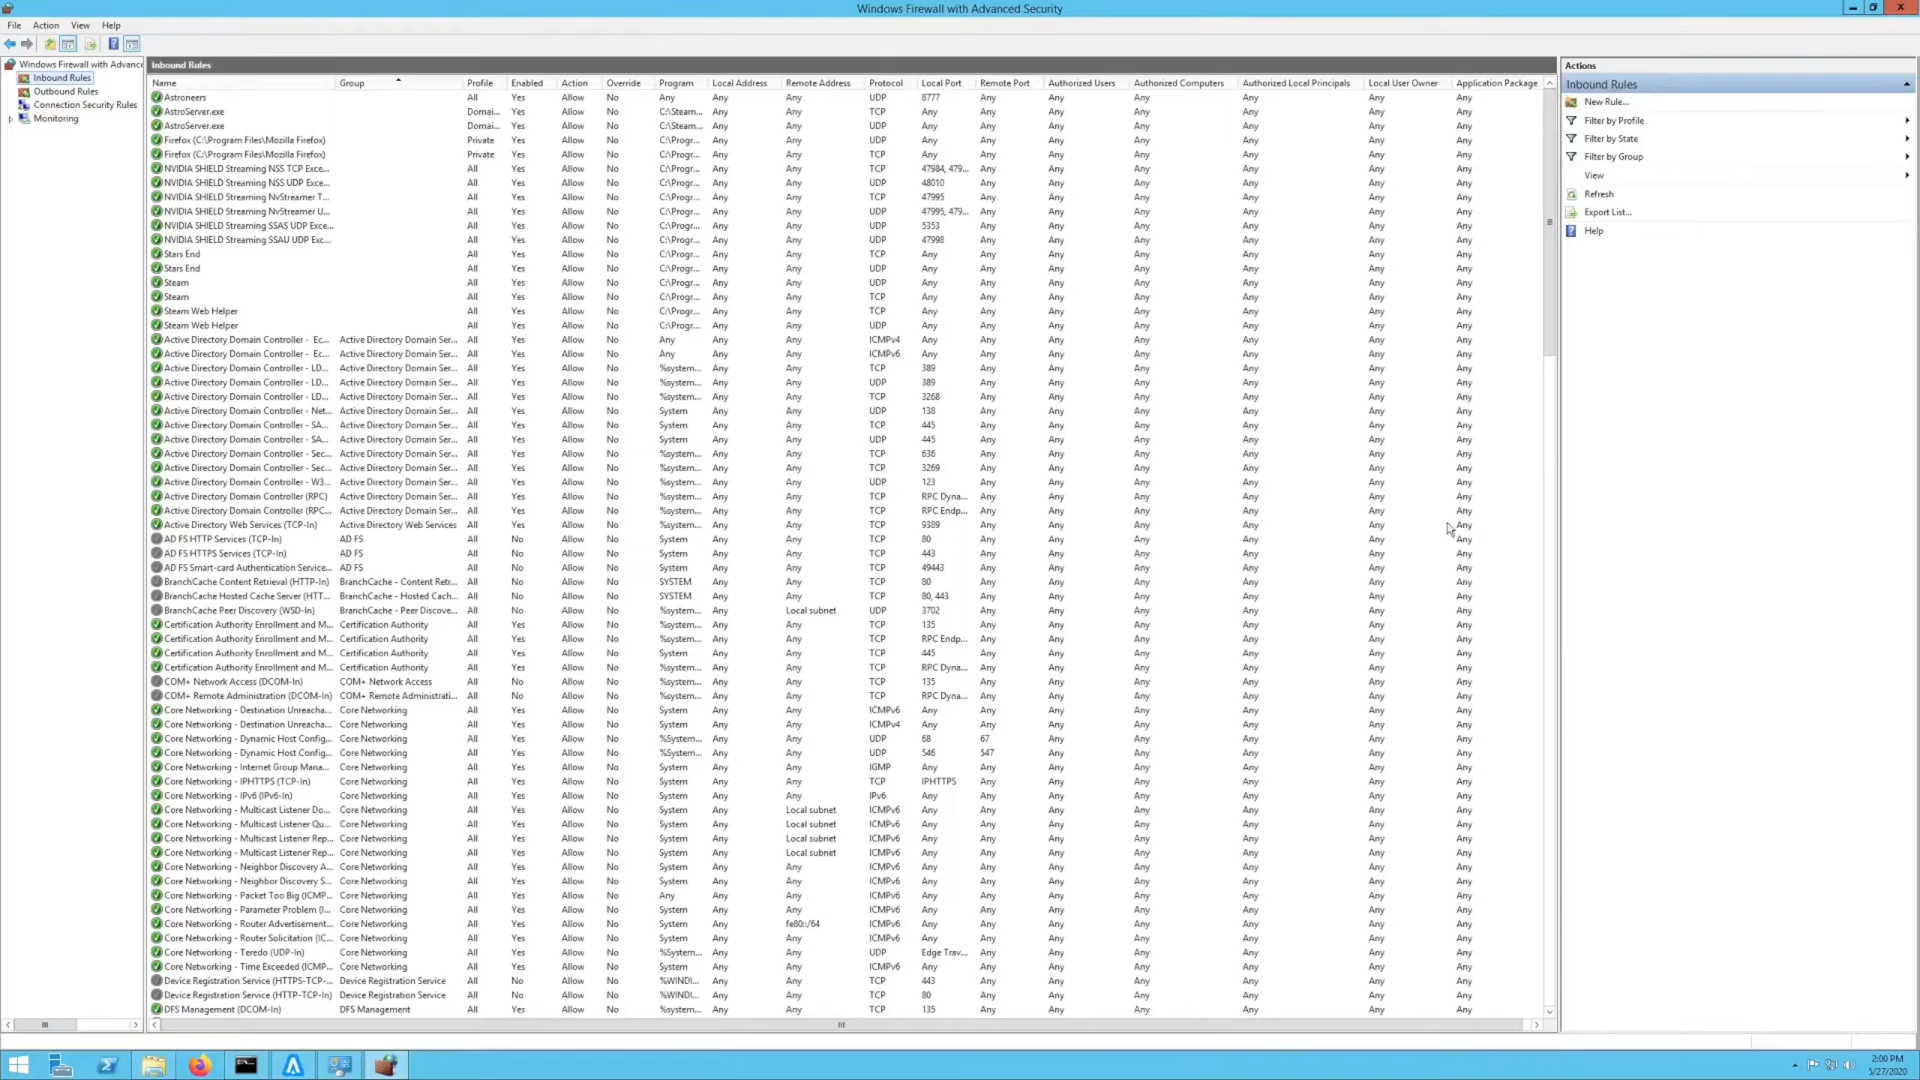 Windows Firewall with Advanced Security
File Action View Help
Windows Firewall with Advanc
Inbound Rules
Outbound Rules
Connection Security Rules
Monitoring
Inbound Rules
Name Group Profile Enabled Action Override Program Local Address Remote Address Protocol Local Port Remote Port Authorized Users Authorized Computers Authorized Local Principals Local User Owner Application Package
Astroneers All Yes Allow No Any Any Any UDP 8777 Any Any Any Any Any Any
AstroServer.exe Domai... Yes Allow No C:\Steam... Any Any TCP Any Any Any Any Any Any Any
AstroServer.exe Domai... Yes Allow No C:\Steam... Any Any UDP Any Any Any Any Any Any Any
Firefox (C:\Program Files\Mozilla Firefox) Private Yes Allow No C:\Progr... Any Any UDP Any Any Any Any Any Any Any
Firefox (C:\Program Files\Mozilla Firefox) Private Yes Allow No C:\Progr... Any Any TCP Any Any Any Any Any Any Any
NVIDIA SHIELD Streaming NSS TCP Exce... All Yes Allow No C:\Progr... Any Any TCP 47984, 479... Any Any Any Any Any Any
NVIDIA SHIELD Streaming NSS UDP Exce... All Yes Allow No C:\Progr... Any Any UDP 48010 Any Any Any Any Any Any
NVIDIA SHIELD Streaming NvStreamer T... All Yes Allow No C:\Progr... Any Any TCP 47995 Any Any Any Any Any Any
NVIDIA SHIELD Streaming NvStreamer U... All Yes Allow No C:\Progr... Any Any UDP 47995, 479... Any Any Any Any Any Any
NVIDIA SHIELD Streaming SSAS UDP Exce... All Yes Allow No C:\Progr... Any Any UDP 5353 Any Any Any Any Any Any
NVIDIA SHIELD Streaming SSAU UDP Exc... All Yes Allow No C:\Progr... Any Any UDP 47998 Any Any Any Any Any Any
Stars End All Yes Allow No C:\Progr... Any Any TCP Any Any Any Any Any Any Any
Stars End All Yes Allow No C:\Progr... Any Any UDP Any Any Any Any Any Any Any
Steam All Yes Allow No C:\Progr... Any Any UDP Any Any Any Any Any Any Any
Steam All Yes Allow No C:\Progr... Any Any TCP Any Any Any Any Any Any Any
Steam Web Helper All Yes Allow No C:\Progr... Any Any TCP Any Any Any Any Any Any Any
Steam Web Helper All Yes Allow No C:\Progr... Any Any UDP Any Any Any Any Any Any Any
Active Directory Domain Controller - Ec... Active Directory Domain Ser... All Yes Allow No Any Any Any ICMPv4 Any Any Any Any Any Any Any
Active Directory Domain Controller - Ec... Active Directory Domain Ser... All Yes Allow No Any Any Any ICMPv6 Any Any Any Any Any Any Any
Active Directory Domain Controller - LD... Active Directory Domain Ser... All Yes Allow No %system... Any Any TCP 389 Any Any Any Any Any Any
Active Directory Domain Controller - LD... Active Directory Domain Ser... All Yes Allow No %system... Any Any UDP 389 Any Any Any Any Any Any
Active Directory Domain Controller - LD... Active Directory Domain Ser... All Yes Allow No %system... Any Any TCP 3268 Any Any Any Any Any Any
Active Directory Domain Controller - Net... Active Directory Domain Ser... All Yes Allow No System Any Any UDP 138 Any Any Any Any Any Any
Active Directory Domain Controller - SA... Active Directory Domain Ser... All Yes Allow No System Any Any TCP 445 Any Any Any Any Any Any
Active Directory Domain Controller - SA... Active Directory Domain Ser... All Yes Allow No System Any Any UDP 445 Any Any Any Any Any Any
Active Directory Domain Controller - Sec... Active Directory Domain Ser... All Yes Allow No %system... Any Any TCP 636 Any Any Any Any Any Any
Active Directory Domain Controller - Sec... Active Directory Domain Ser... All Yes Allow No %system... Any Any TCP 3269 Any Any Any Any Any Any
Active Directory Domain Controller - W3... Active Directory Domain Ser... All Yes Allow No %system... Any Any UDP 123 Any Any Any Any Any Any
Active Directory Domain Controller (RPC) Active Directory Domain Ser... All Yes Allow No %system... Any Any TCP RPC Dyna... Any Any Any Any Any Any
Active Directory Domain Controller (RPC... Active Directory Domain Ser... All Yes Allow No %system... Any Any TCP RPC Endp... Any Any Any Any Any Any
Active Directory Web Services (TCP-In) Active Directory Web Services All Yes Allow No %system... Any Any TCP 9389 Any Any Any Any Any Any
AD FS HTTP Services (TCP-In) AD FS All No Allow No System Any Any TCP 80 Any Any Any Any Any Any
AD FS HTTPS Services (TCP-In) AD FS All No Allow No System Any Any TCP 443 Any Any Any Any Any Any
AD FS Smart-card Authentication Service... AD FS All No Allow No System Any Any TCP 49443 Any Any Any Any Any Any
BranchCache Content Retrieval (HTTP-In) BranchCache - Content Retr... All No Allow No SYSTEM Any Any TCP 80 Any Any Any Any Any Any
BranchCache Hosted Cache Server (HTT... BranchCache - Hosted Cach... All No Allow No SYSTEM Any Any TCP 80, 443 Any Any Any Any Any Any
BranchCache Peer Discovery (WSD-In) BranchCache - Peer Discove... All No Allow No %system... Any Local subnet UDP 3702 Any Any Any Any Any Any
Certification Authority Enrollment and M... Certification Authority All Yes Allow No %system... Any Any TCP 135 Any Any Any Any Any Any
Certification Authority Enrollment and M... Certification Authority All Yes Allow No %system... Any Any TCP RPC Endp... Any Any Any Any Any Any
Certification Authority Enrollment and M... Certification Authority All Yes Allow No System Any Any TCP 445 Any Any Any Any Any Any
Certification Authority Enrollment and M... Certification Authority All Yes Allow No %system... Any Any TCP RPC Dyna... Any Any Any Any Any Any
COM+ Network Access (DCOM-In) COM+ Network Access All No Allow No %system... Any Any TCP 135 Any Any Any Any Any Any
COM+ Remote Administration (DCOM-In) COM+ Remote Administrati... All No Allow No %system... Any Any TCP RPC Dyna... Any Any Any Any Any Any
Core Networking - Destination Unreacha... Core Networking All Yes Allow No System Any Any ICMPv6 Any Any Any Any Any Any Any
Core Networking - Destination Unreacha... Core Networking All Yes Allow No System Any Any ICMPv4 Any Any Any Any Any Any Any
Core Networking - Dynamic Host Config... Core Networking All Yes Allow No %System... Any Any UDP 68 67 Any Any Any Any Any
Core Networking - Dynamic Host Config... Core Networking All Yes Allow No %System... Any Any UDP 546 547 Any Any Any Any Any
Core Networking - Internet Group Mana... Core Networking All Yes Allow No System Any Any IGMP Any Any Any Any Any Any Any
Core Networking - IPHTTPS (TCP-In) Core Networking All Yes Allow No System Any Any TCP IPHTTPS Any Any Any Any Any Any
Core Networking - IPv6 (IPv6-In) Core Networking All Yes Allow No System Any Any IPv6 Any Any Any Any Any Any Any
Core Networking - Multicast Listener Do... Core Networking All Yes Allow No System Any Local subnet ICMPv6 Any Any Any Any Any Any Any
Core Networking - Multicast Listener Qu... Core Networking All Yes Allow No System Any Local subnet ICMPv6 Any Any Any Any Any Any Any
Core Networking - Multicast Listener Rep... Core Networking All Yes Allow No System Any Local subnet ICMPv6 Any Any Any Any Any Any Any
Core Networking - Multicast Listener Rep... Core Networking All Yes Allow No System Any Local subnet ICMPv6 Any Any Any Any Any Any Any
Core Networking - Neighbor Discovery A... Core Networking All Yes Allow No System Any Any ICMPv6 Any Any Any Any Any Any Any
Core Networking - Neighbor Discovery S... Core Networking All Yes Allow No System Any Any ICMPv6 Any Any Any Any Any Any Any
Core Networking - Packet Too Big (ICMP... Core Networking All Yes Allow No Any Any Any ICMPv6 Any Any Any Any Any Any Any
Core Networking - Parameter Problem (I... Core Networking All Yes Allow No System Any Any ICMPv6 Any Any Any Any Any Any Any
Core Networking - Router Advertisement... Core Networking All Yes Allow No System Any fe80::/64 ICMPv6 Any Any Any Any Any Any Any
Core Networking - Router Solicitation (IC... Core Networking All Yes Allow No System Any Any ICMPv6 Any Any Any Any Any Any Any
Core Networking - Teredo (UDP-In) Core Networking All Yes Allow No %System... Any Any UDP Edge Trav... Any Any Any Any Any Any
Core Networking - Time Exceeded (ICMP... Core Networking All Yes Allow No System Any Any ICMPv6 Any Any Any Any Any Any Any
Device Registration Service (HTTPS-TCP-... Device Registration Service All No Allow No %WINDI... Any Any TCP 443 Any Any Any Any Any Any
Device Registration Service (HTTP-TCP-In) Device Registration Service All No Allow No %WINDI... Any Any TCP 80 Any Any Any Any Any Any
DFS Management (DCOM-In) DFS Management All Yes Allow No %system... Any Any TCP 135 Any Any Any Any Any Any
Actions
Inbound Rules
New Rule...
Filter by Profile
Filter by State
Filter by Group
View
Refresh
Export List...
Help
2:00 PM
5/27/2020